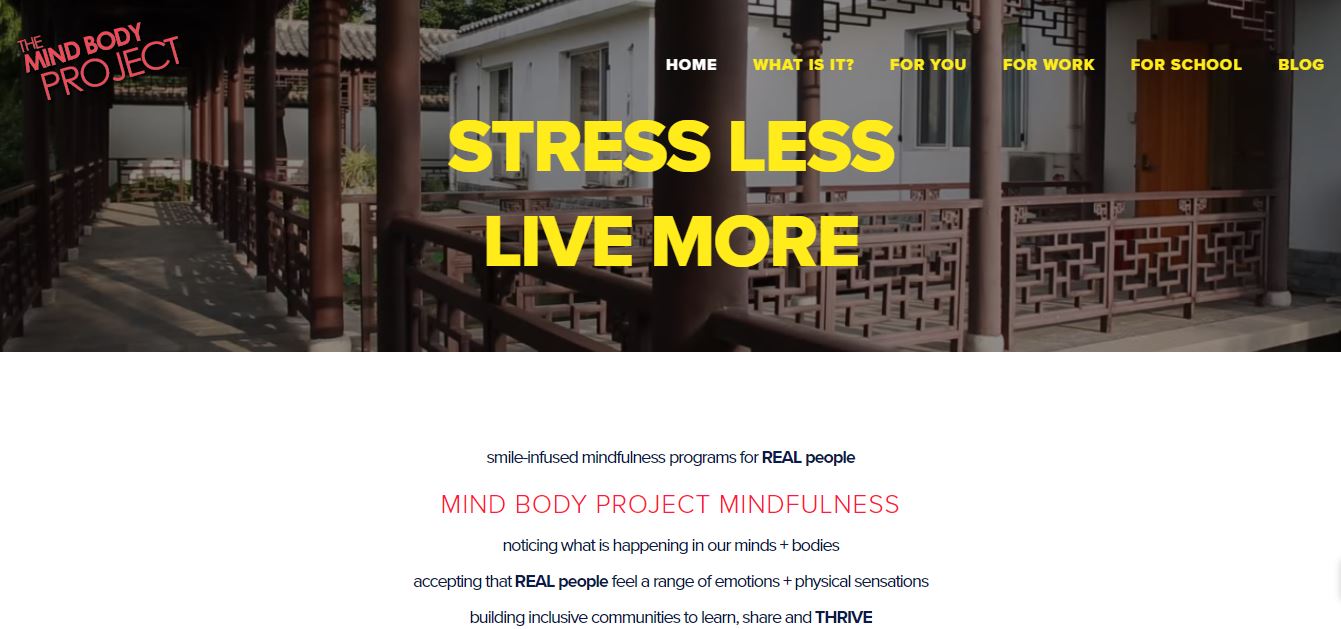 THE
MIND BODY
PROJECT
HOME WHAT IS IT? FOR YOU FOR WORK FOR SCHOOL BLOG
STRESS LESS
LIVE MORE
smile-infused mindfulness programs for REAL people
MIND BODY PROJECT MINDFULNESS
noticing what is happening in our minds + bodies
accepting that REAL people feel a range of emotions + physical sensations
building inclusive communities to learn, share and THRIVE